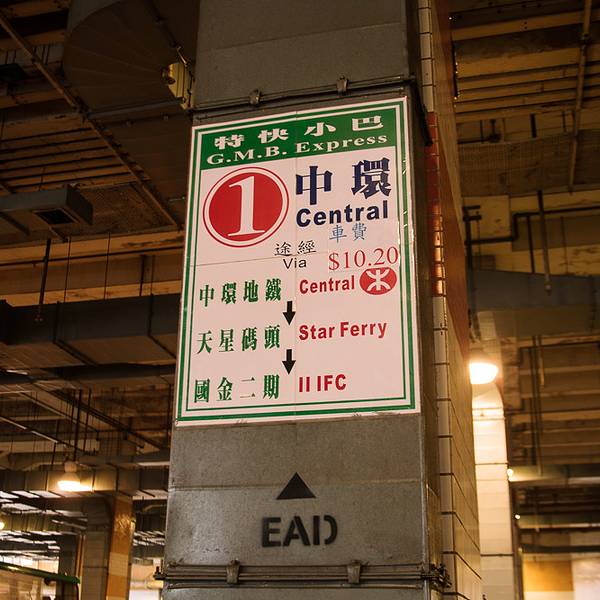 特快小巴
G.M.B. Express
1 中環
Central
車費
途經
Via $10.20
中環地鐵 Central
天星碼頭 Star Ferry
國金二期 II IFC
EAD